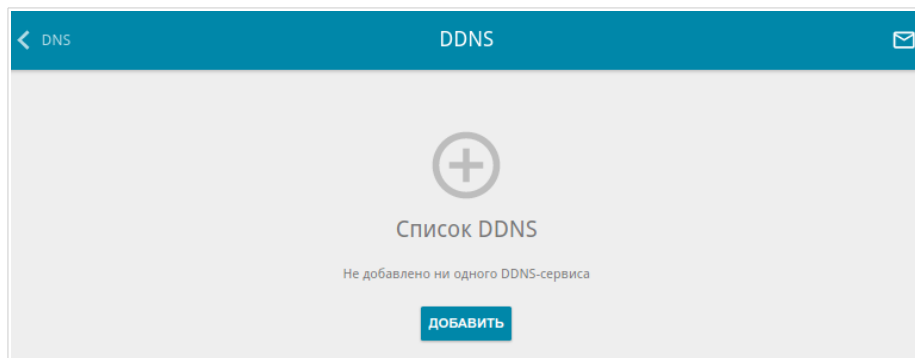 DNS
DDNS
Список DDNS
Не добавлено ни одного DDNS-сервиса
ДОБАВИТЬ